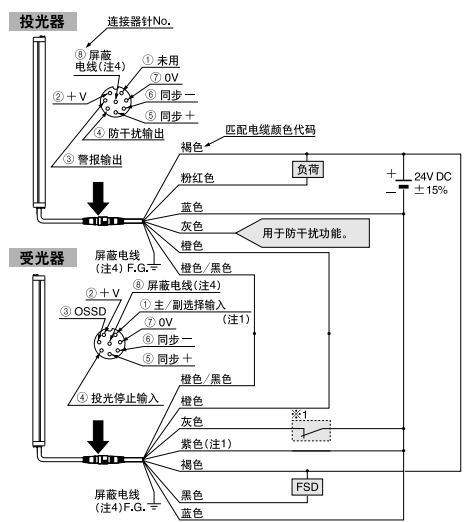 投光器
连接器针No.
⑧ 屏蔽
电线(注4)
① 未用
⑦ 0V
② + V
⑥ 同步 -
⑤ 同步 +
④ 防干扰输出
③ 警报输出
匹配电缆颜色代码
褐色
负荷
粉红色
+
-
24V DC
±15%
蓝色
灰色
用于防干扰功能。
橙色
屏蔽电线
(注4) F.G.
橙色/黑色
受光器
② + V
⑧ 屏蔽电线(注4)
③ OSSD
① 主/副选择输入
(注1)
⑦ 0V
⑥ 同步 -
⑤ 同步 +
④ 投光停止输入
橙色/黑色
橙色
※1
灰色
紫色(注1)
褐色
FSD
屏蔽电线
(注4)F.G.
黑色
蓝色